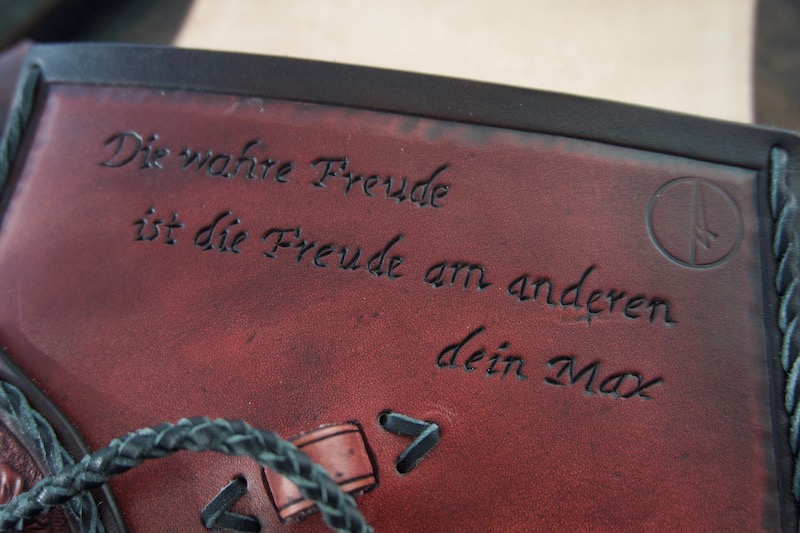 Die wahre Freude
ist die Freude am anderen
dein Max